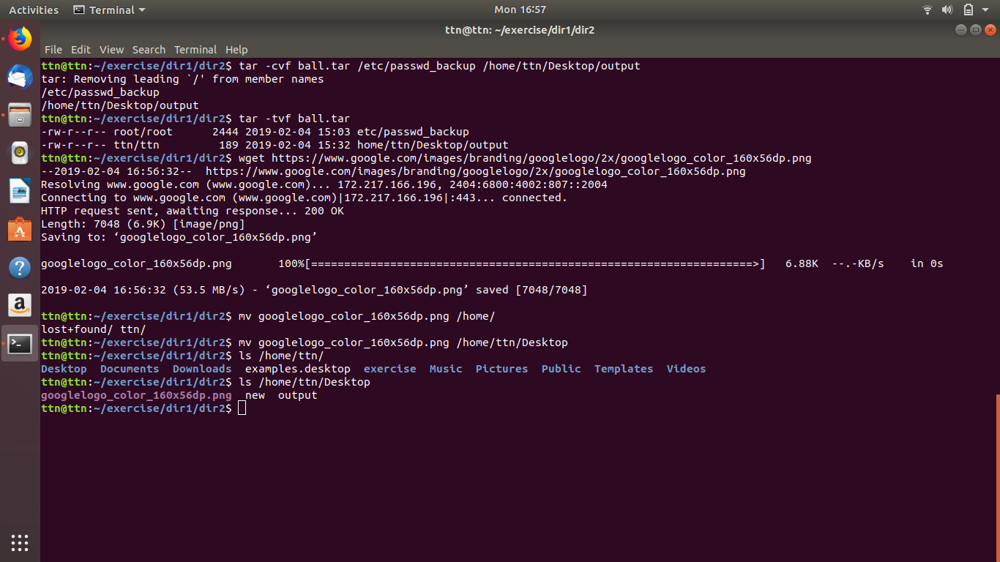 Activities Terminal Mon 16:57
ttn@ttn: ~/exercise/dir1/dir2
File Edit View Search Terminal Help
ttn@ttn:~/exercise/dir1/dir2$ tar -cvf ball.tar /etc/passwd_backup /home/ttn/Desktop/output
tar: Removing leading `/' from member names
/etc/passwd_backup
/home/ttn/Desktop/output
ttn@ttn:~/exercise/dir1/dir2$ tar -tvf ball.tar
-rw-r--r-- root/root      2444 2019-02-04 15:03 etc/passwd_backup
-rw-r--r-- ttn/ttn         189 2019-02-04 15:32 home/ttn/Desktop/output
ttn@ttn:~/exercise/dir1/dir2$ wget https://www.google.com/images/branding/googlelogo/2x/googlelogo_color_160x56dp.png
--2019-02-04 16:56:32--  https://www.google.com/images/branding/googlelogo/2x/googlelogo_color_160x56dp.png
Resolving www.google.com (www.google.com)... 172.217.166.196, 2404:6800:4002:807::2004
Connecting to www.google.com (www.google.com)|172.217.166.196|:443... connected.
HTTP request sent, awaiting response... 200 OK
Length: 7048 (6.9K) [image/png]
Saving to: ‘googlelogo_color_160x56dp.png’
googlelogo_color_160x56dp.png       100%[===================================================================>]   6.88K  --.-KB/s    in 0s
2019-02-04 16:56:32 (53.5 MB/s) - ‘googlelogo_color_160x56dp.png’ saved [7048/7048]
ttn@ttn:~/exercise/dir1/dir2$ mv googlelogo_color_160x56dp.png /home/
lost+found/ ttn/
ttn@ttn:~/exercise/dir1/dir2$ mv googlelogo_color_160x56dp.png /home/ttn/Desktop
ttn@ttn:~/exercise/dir1/dir2$ ls /home/ttn/
Desktop  Documents  Downloads  examples.desktop  exercise  Music  Pictures  Public  Templates  Videos
ttn@ttn:~/exercise/dir1/dir2$ ls /home/ttn/Desktop
googlelogo_color_160x56dp.png  new  output
ttn@ttn:~/exercise/dir1/dir2$